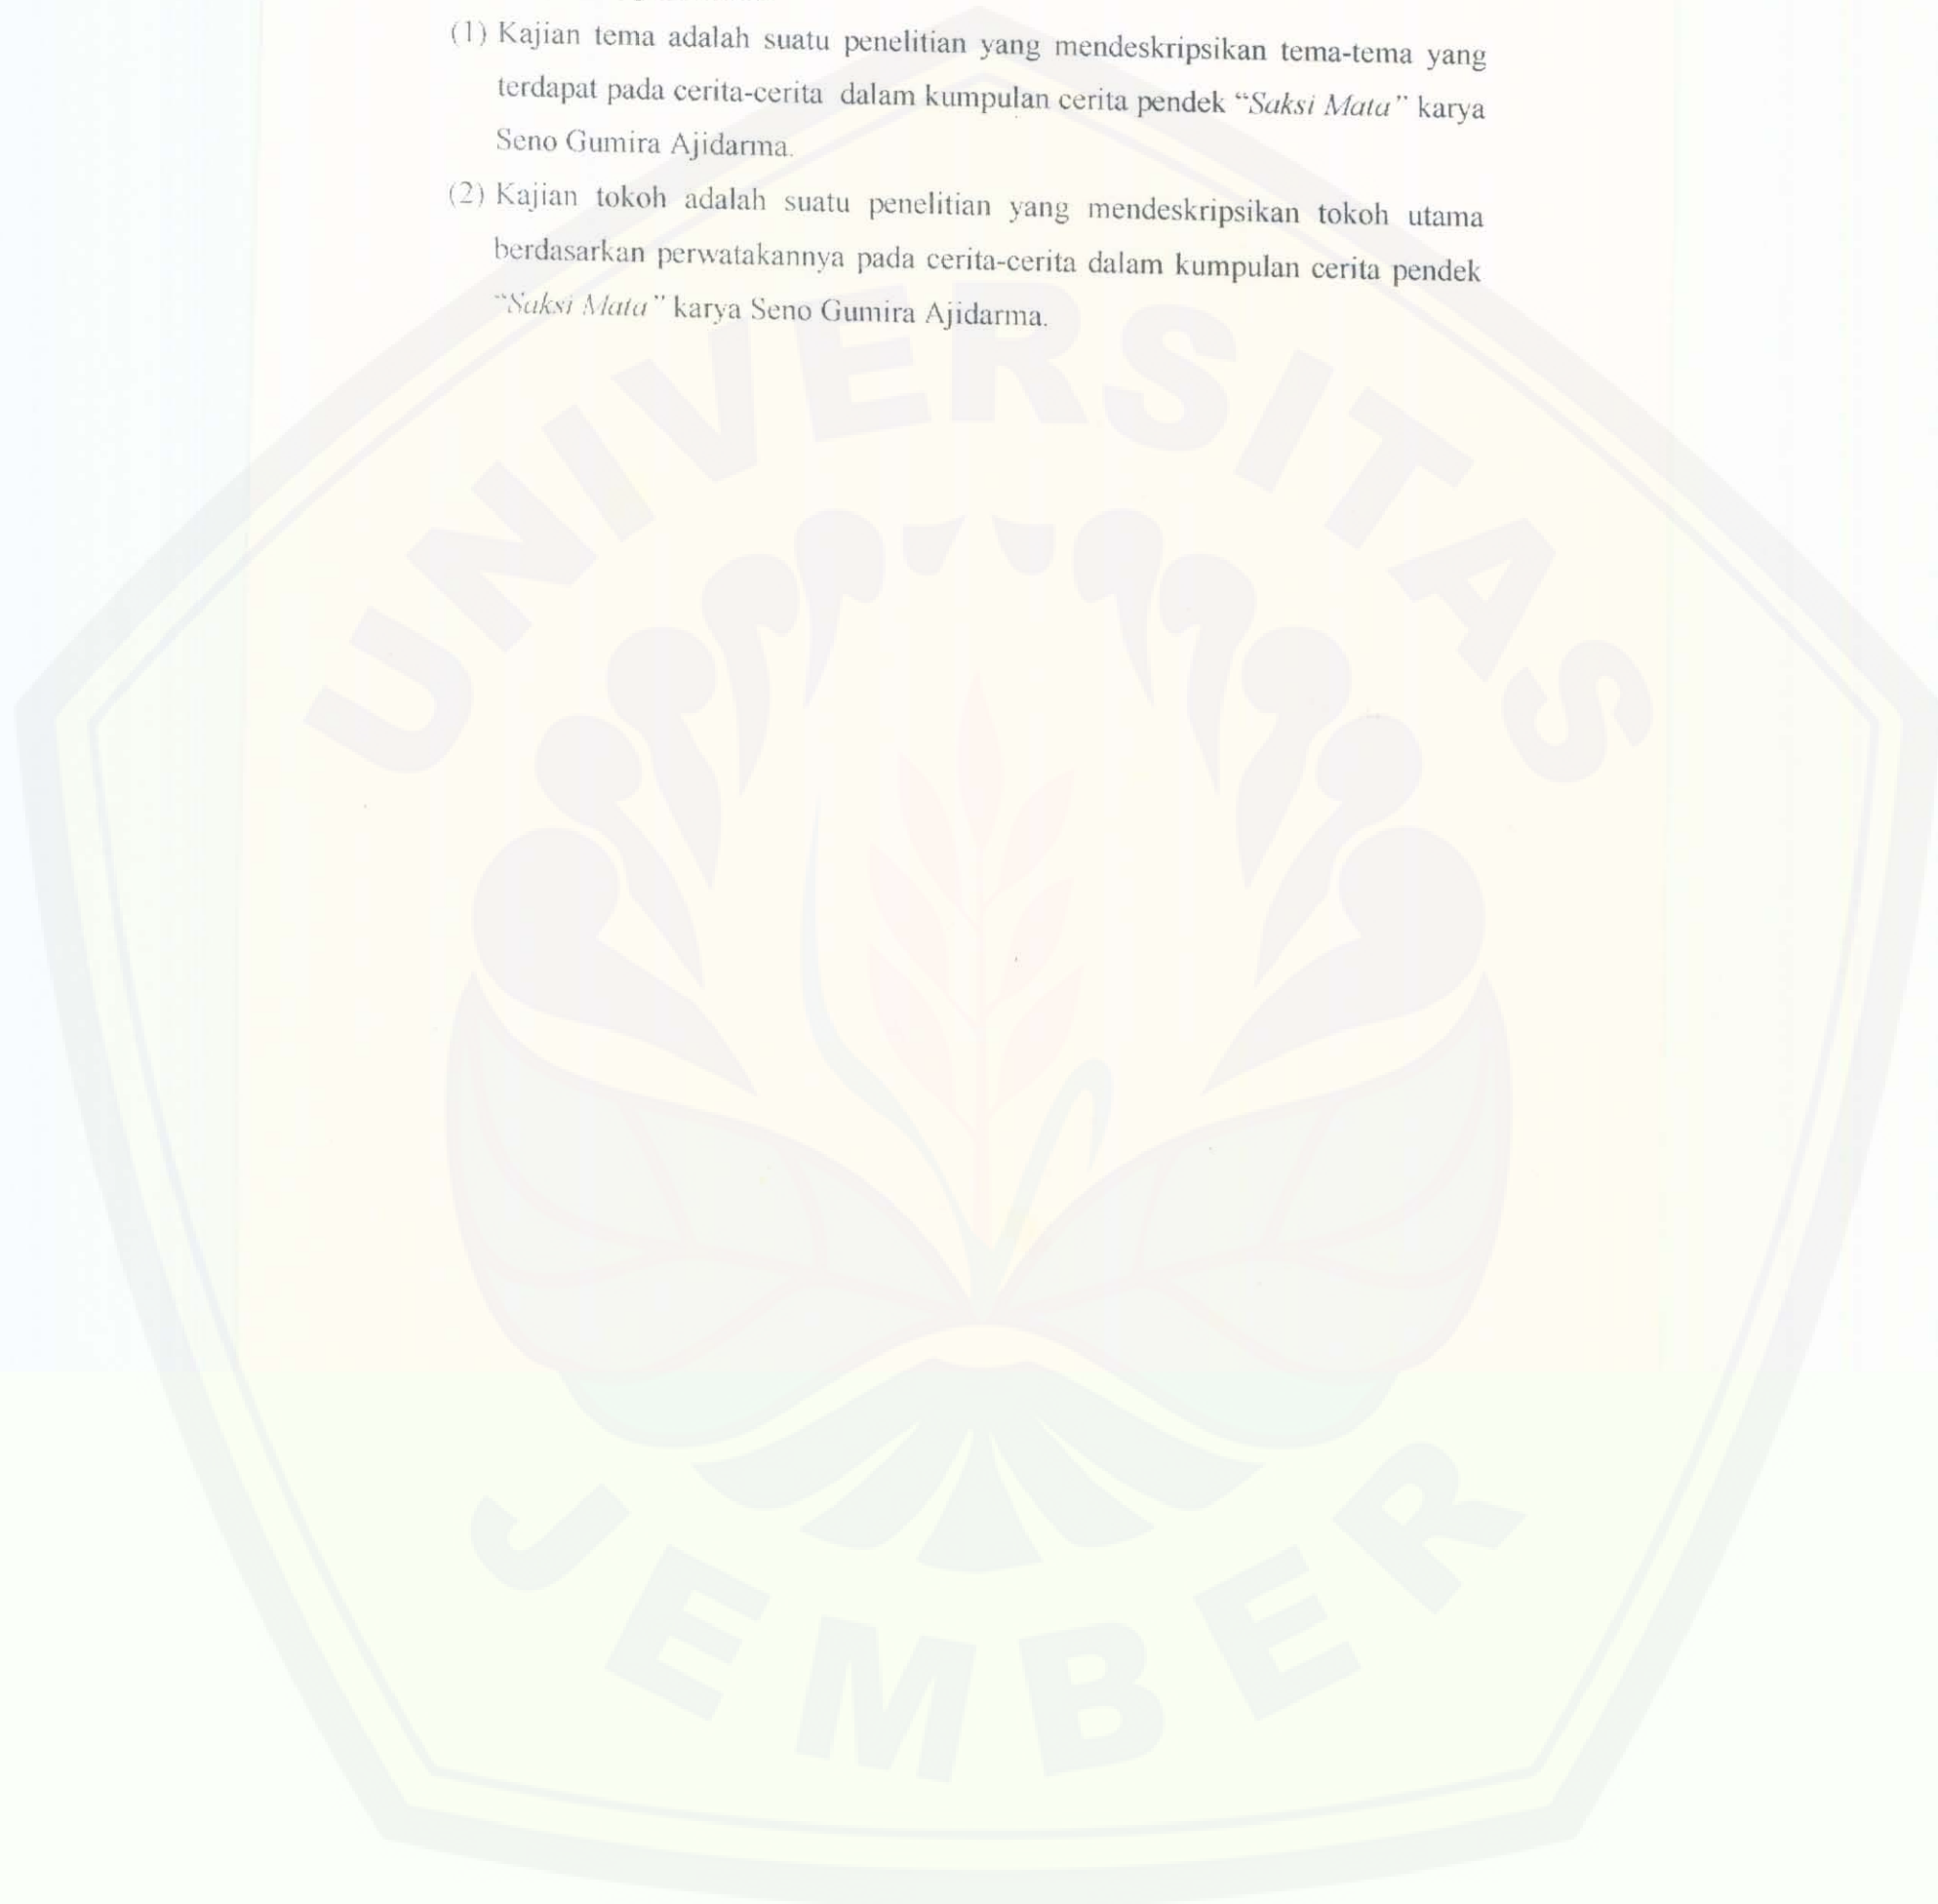 (1) Kajian tema adalah suatu penelitian yang mendeskripsikan tema-tema yang
terdapat pada cerita-cerita dalam kumpulan cerita pendek “Saksi Mata” karya
Seno Gumira Ajidarma.
(2) Kajian tokoh adalah suatu penelitian yang mendeskripsikan tokoh utama
berdasarkan perwatakannya pada cerita-cerita dalam kumpulan cerita pendek
“Saksi Mata” karya Seno Gumira Ajidarma.
UNIVERSITAS
JEMBER